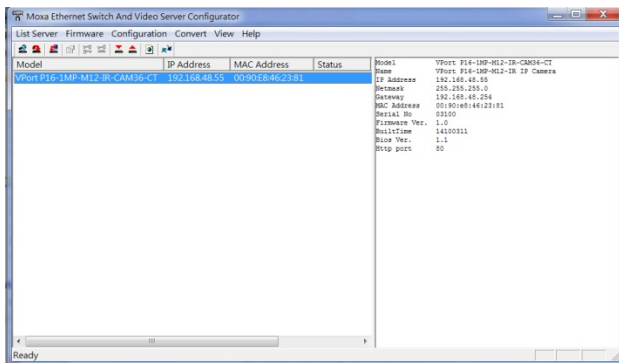 Moxa Ethernet Switch And Video Server Configurator
List Server Firmware Configuration Convert View Help
Model IP Address MAC Address Status
VPort P16-1MP-M12-IR-CAM36-CT 192.168.48.55 00:90:E8:46:23:81
Model VPort P16-1MP-M12-IR-CAM36-CT
Name VPort P16-1MP-M12-IR IP Camera
IP Address 192.168.48.55
Netmask 255.255.255.0
Gateway 192.168.48.254
MAC Address 00:90:e8:46:23:81
Serial No 03100
Firmware Ver. 1.0
BuiltTime 14100311
Bios Ver. 1.1
Http port 80
Ready